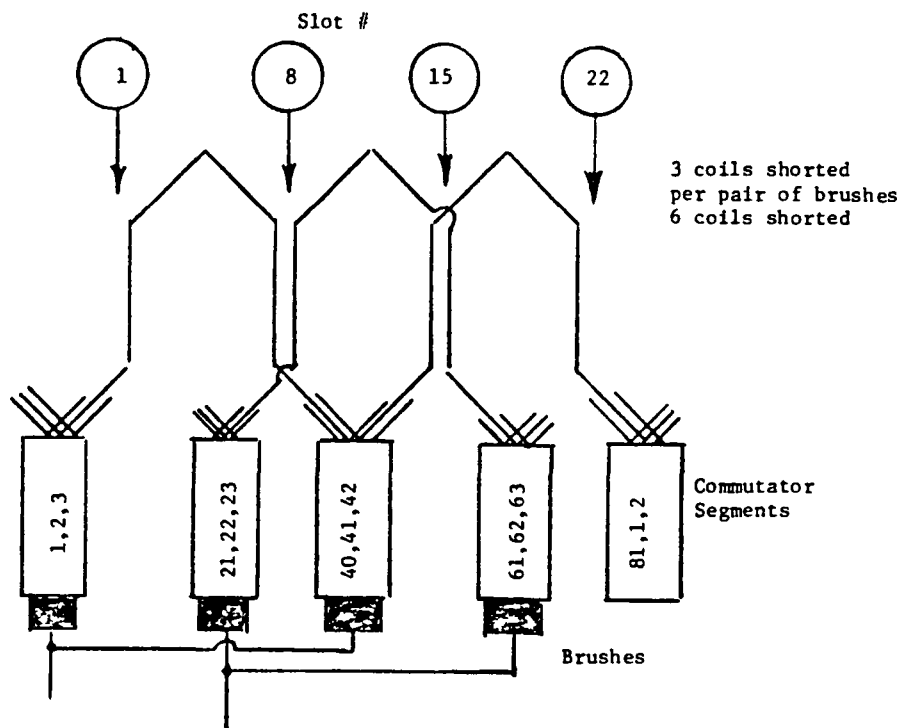 Slot #
1
8
15
22
3 coils shorted
per pair of brushes
6 coils shorted
1,2,3
21,22,23
40,41,42
61,62,63
81,1,2
Commutator
Segments
Brushes